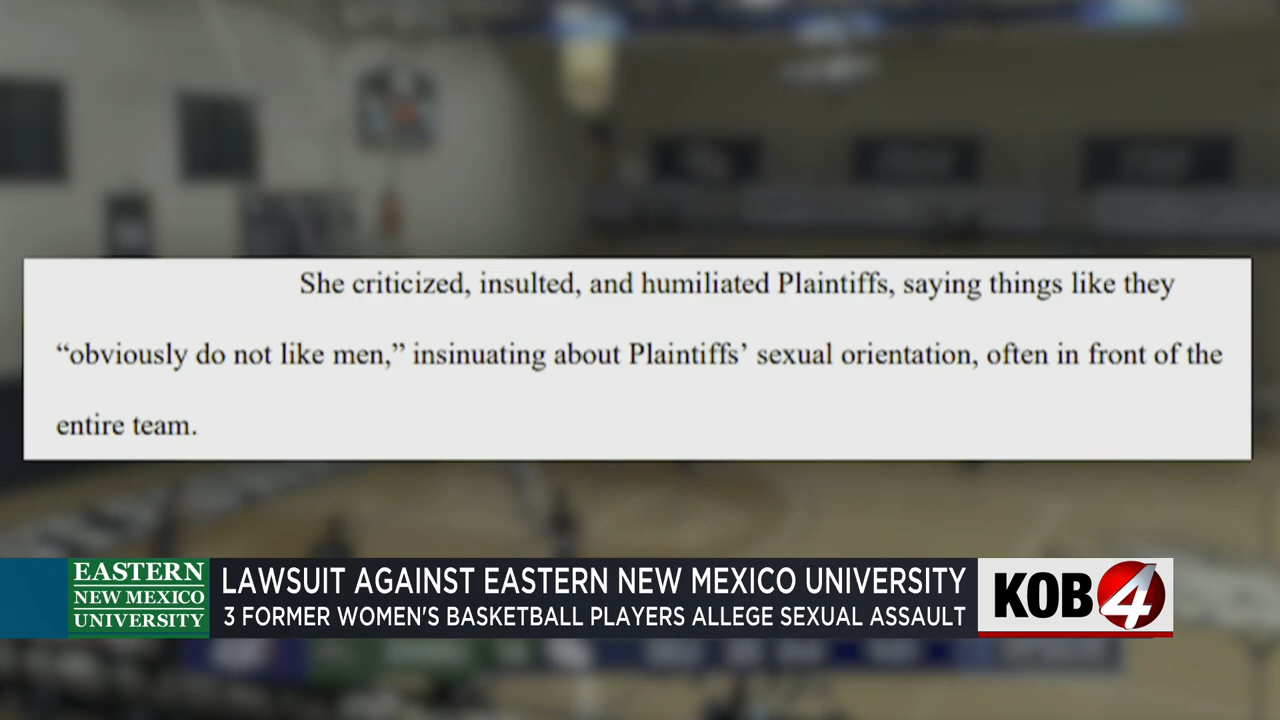 She criticized, insulted, and humiliated Plaintiffs, saying things like they
“obviously do not like men,” insinuating about Plaintiffs’ sexual orientation, often in front of the
entire team.
EASTERN
NEW MEXICO
UNIVERSITY
LAWSUIT AGAINST EASTERN NEW MEXICO UNIVERSITY
3 FORMER WOMEN'S BASKETBALL PLAYERS ALLEGE SEXUAL ASSAULT
KOB 4